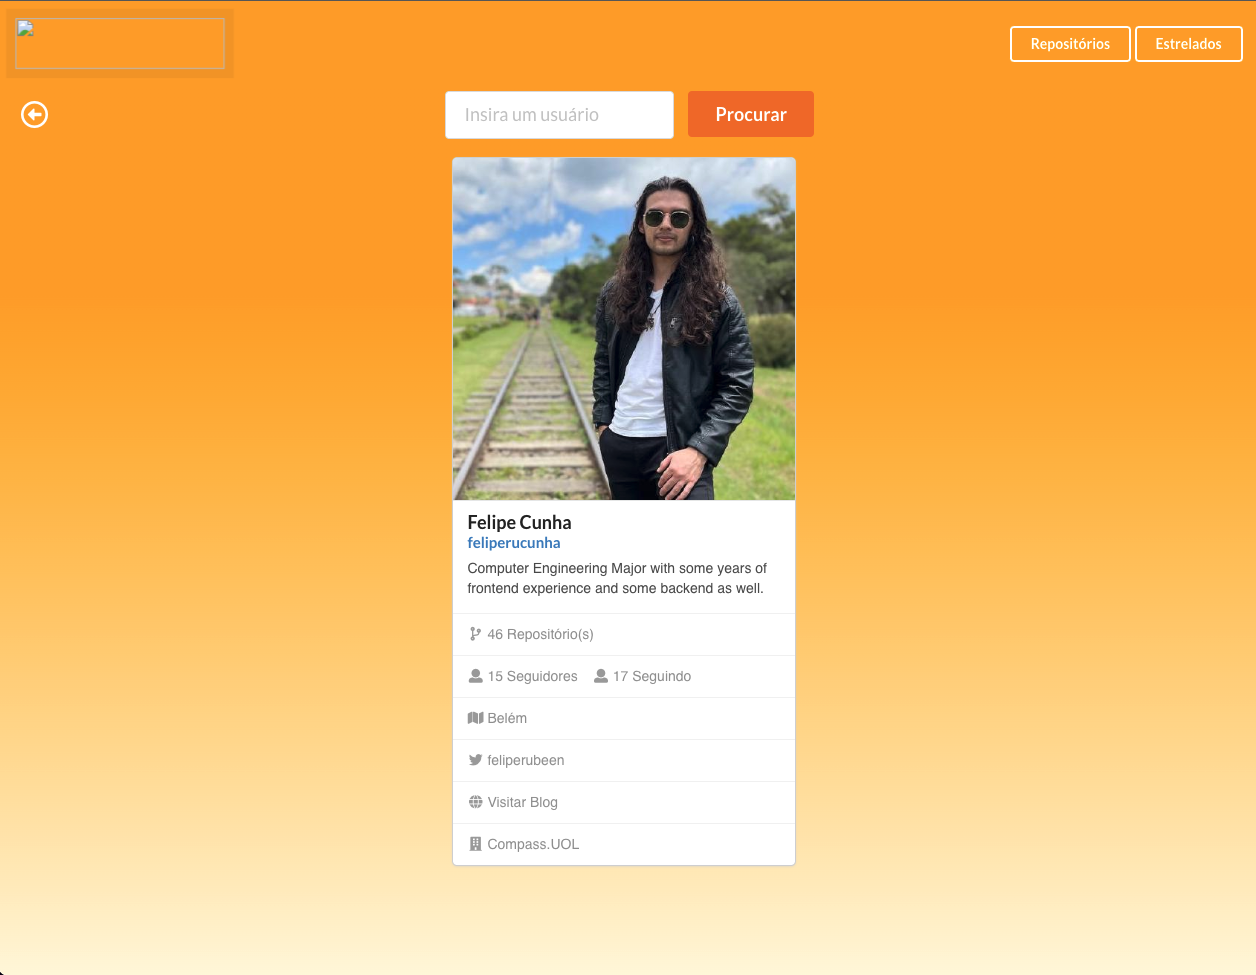 Repositórios
Estrelados
Insira um usuário
Procurar
Felipe Cunha
feliperucunha
Computer Engineering Major with some years of
frontend experience and some backend as well.
46 Repositório(s)
15 Seguidores 17 Seguindo
Belém
feliperubeen
Visitar Blog
Compass.UOL